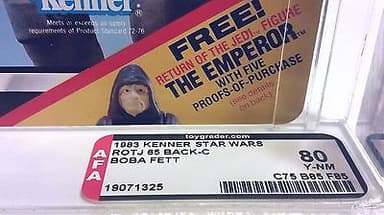 Kenner
Meets or exceeds all safety
requirements of Product Standard 72-76
FREE!
RETURN OF THE JEDI™ FIGURE
THE EMPEROR™
WITH FIVE
PROOFS-OF-PURCHASE
(see details
on back)
toygrader.com
AFA
1983 KENNER STAR WARS
ROTJ 65 BACK-C
BOBA FETT
19071325
80
Y-NM
C75 B85 F85